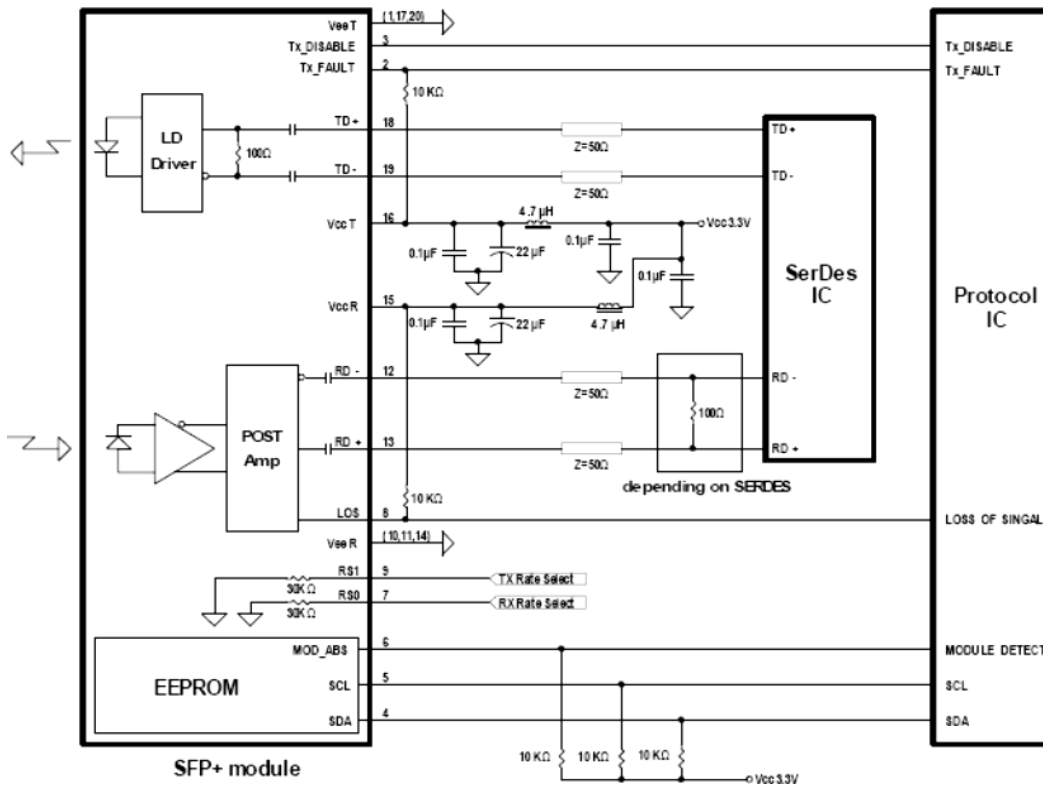 VeeT (1,17,20)
Tx_DISABLE 3 Tx_DISABLE
Tx_FAULT 2 Tx_FAULT
10 KΩ
LD
Driver
100Ω
TD+ 18 Z=50Ω TD+
TD- 19 Z=50Ω TD-
VccT 16 4.7 μH Vcc3.3V
0.1μF 22 μF 0.1μF
0.1μF
SerDes
IC
Protocol
IC
VccR 15
0.1μF 22 μF 4.7 μH
RD - 12 Z=50Ω RD -
100Ω
POST
Amp
RD + 13 Z=50Ω RD +
depending on SERDES
10 KΩ
LOS 8 LOSS OF SINGAL
VeeR (10,11,14)
RS1 9 TX Rate Select
30KΩ
RS0 7 RX Rate Select
30KΩ
MOD_ABS 6 MODULE DETECT
EEPROM
SCL 5 SCL
SDA 4 SDA
10 KΩ 10 KΩ 10 KΩ
Vcc3.3V
SFP+ module